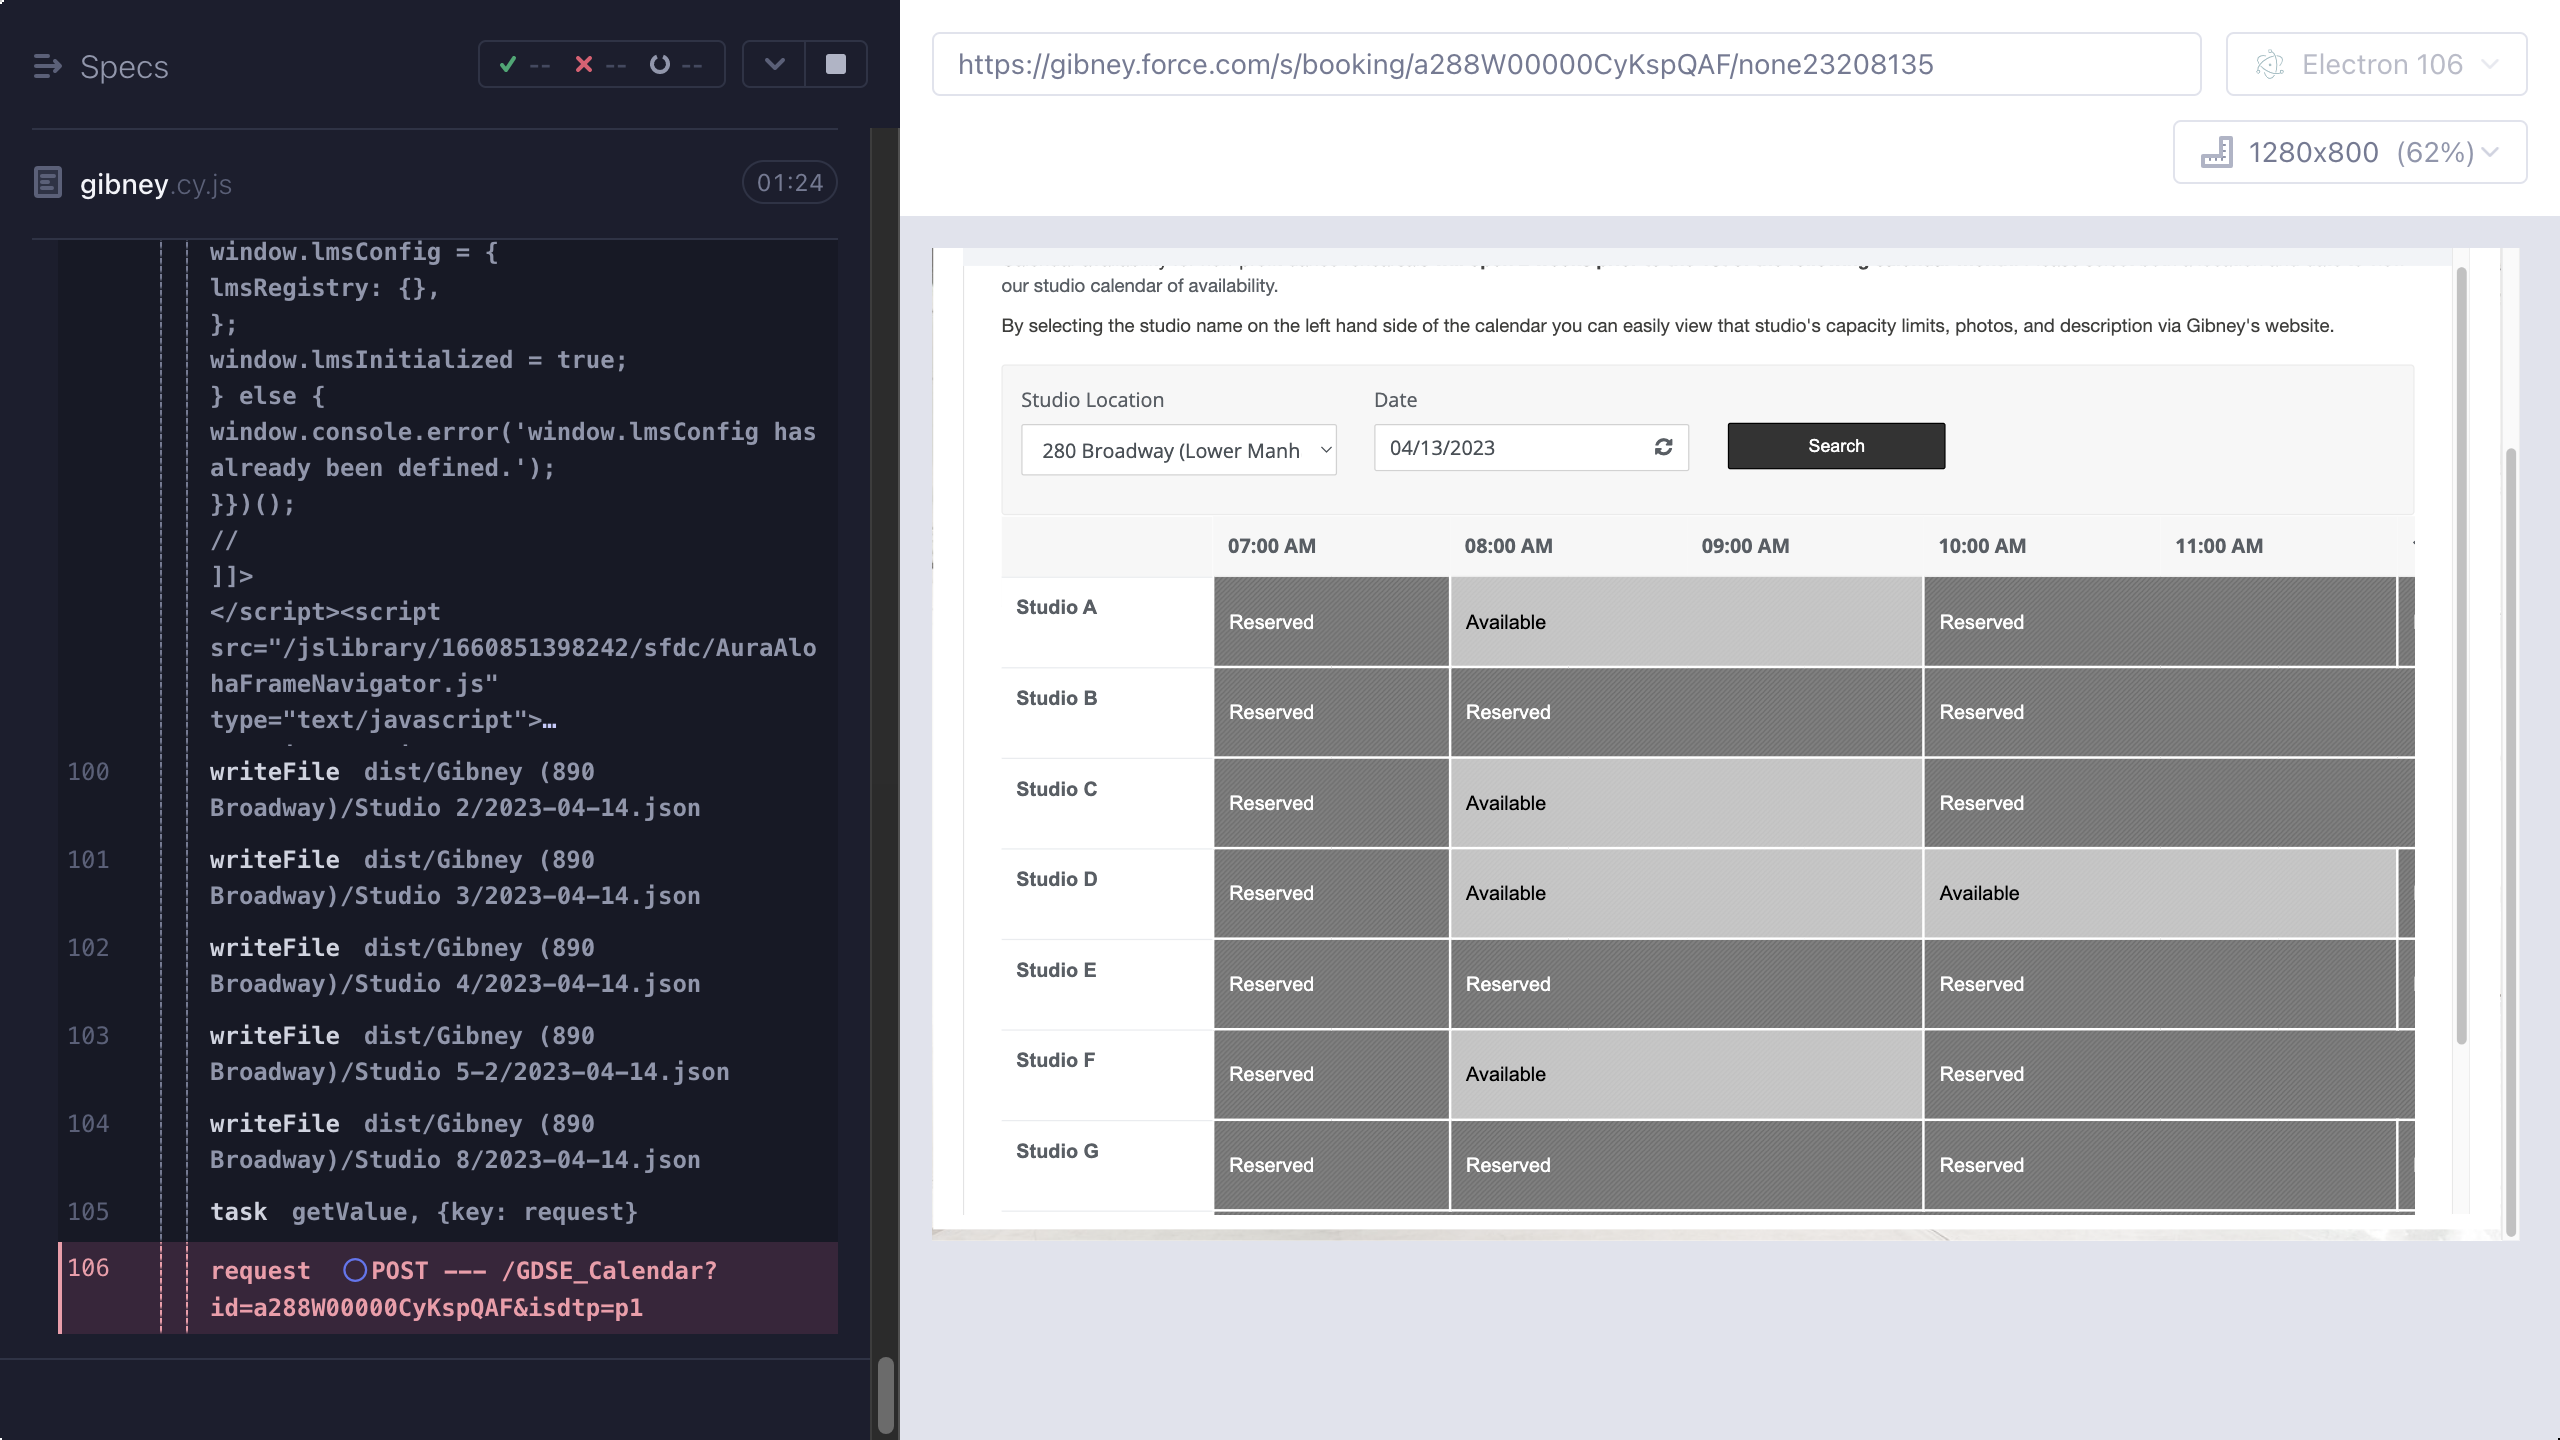 Specs
-- -- --
gibney.cy.js
01:24
window.lmsConfig = {
lmsRegistry: {},
};
window.lmsInitialized = true;
} else {
window.console.error('window.lmsConfig has
already been defined.');
}})();
//
]]>
</script><script
src="/jslibrary/1660851398242/sfdc/AuraAlo
haFrameNavigator.js"
type="text/javascript">…
100 writeFile dist/Gibney (890
Broadway)/Studio 2/2023-04-14.json
101 writeFile dist/Gibney (890
Broadway)/Studio 3/2023-04-14.json
102 writeFile dist/Gibney (890
Broadway)/Studio 4/2023-04-14.json
103 writeFile dist/Gibney (890
Broadway)/Studio 5-2/2023-04-14.json
104 writeFile dist/Gibney (890
Broadway)/Studio 8/2023-04-14.json
105 task getValue, {key: request}
106 request POST --- /GDSE_Calendar?
id=a288W00000CyKspQAF&isdtp=p1
https://gibney.force.com/s/booking/a288W00000CyKspQAF/none23208135
Electron 106
1280x800 (62%)
our studio calendar of availability.
By selecting the studio name on the left hand side of the calendar you can easily view that studio's capacity limits, photos, and description via Gibney's website.
Studio Location
Date
280 Broadway (Lower Manh
04/13/2023
Search
07:00 AM 08:00 AM 09:00 AM 10:00 AM 11:00 AM
Studio A Reserved Available Reserved
Studio B Reserved Reserved Reserved
Studio C Reserved Available Reserved
Studio D Reserved Available Available
Studio E Reserved Reserved Reserved
Studio F Reserved Available Reserved
Studio G Reserved Reserved Reserved